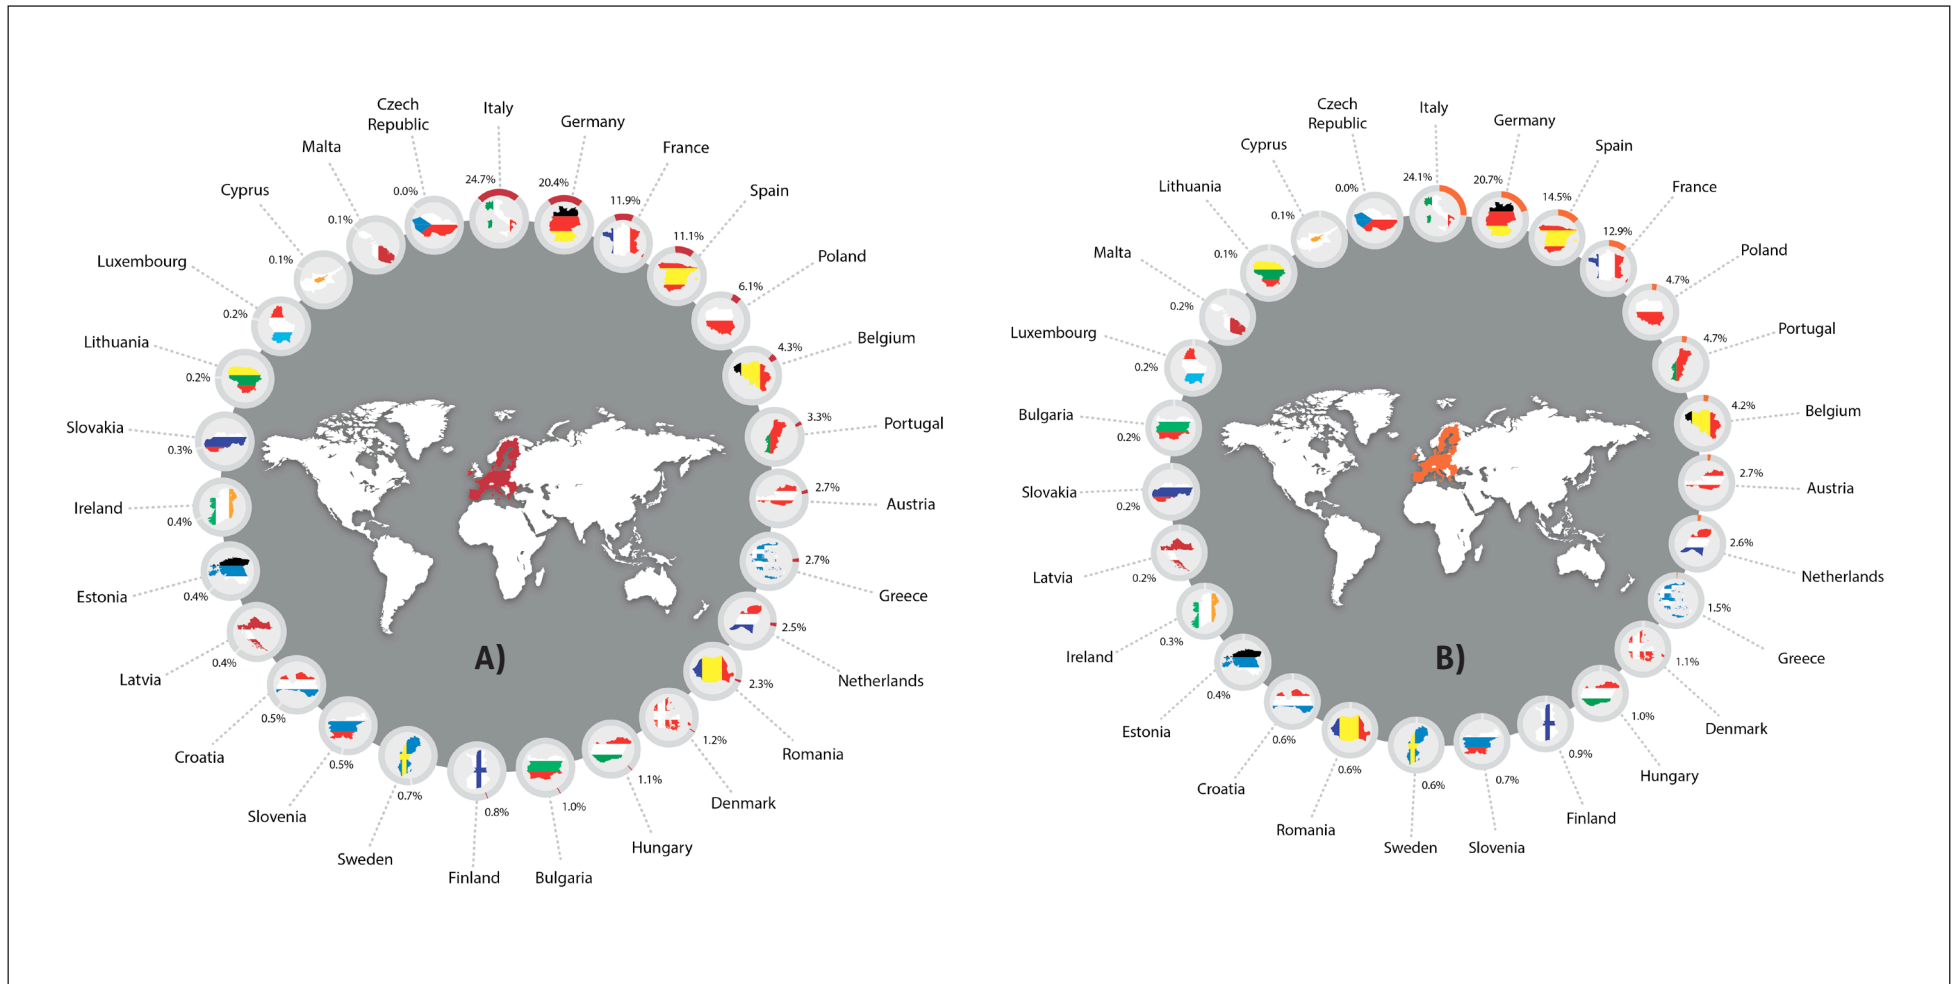 Czech
Republic
0.0%
Italy
24.7%
Germany
20.4%
France
11.9%
Spain
11.1%
Poland
6.1%
Belgium
4.3%
Portugal
3.3%
Austria
2.7%
Greece
2.7%
Netherlands
2.5%
Romania
2.3%
Denmark
1.2%
Hungary
1.1%
Bulgaria
1.0%
Finland
0.8%
Sweden
0.7%
Slovenia
0.5%
Croatia
0.5%
Latvia
0.4%
Estonia
0.4%
Ireland
0.4%
Slovakia
0.3%
Lithuania
0.2%
Luxembourg
0.2%
Cyprus
0.1%
Malta
0.1%
A)
Czech
Republic
0.0%
Italy
24.1%
Germany
20.7%
Spain
14.5%
France
12.9%
Poland
4.7%
Portugal
4.7%
Belgium
4.2%
Austria
2.7%
Netherlands
2.6%
Greece
1.5%
Denmark
1.1%
Hungary
1.0%
Finland
0.9%
Slovenia
0.7%
Sweden
0.6%
Romania
0.6%
Croatia
0.6%
Estonia
0.4%
Ireland
0.3%
Latvia
0.2%
Slovakia
0.2%
Bulgaria
0.2%
Luxembourg
0.2%
Malta
0.2%
Lithuania
0.1%
Cyprus
0.1%
B)